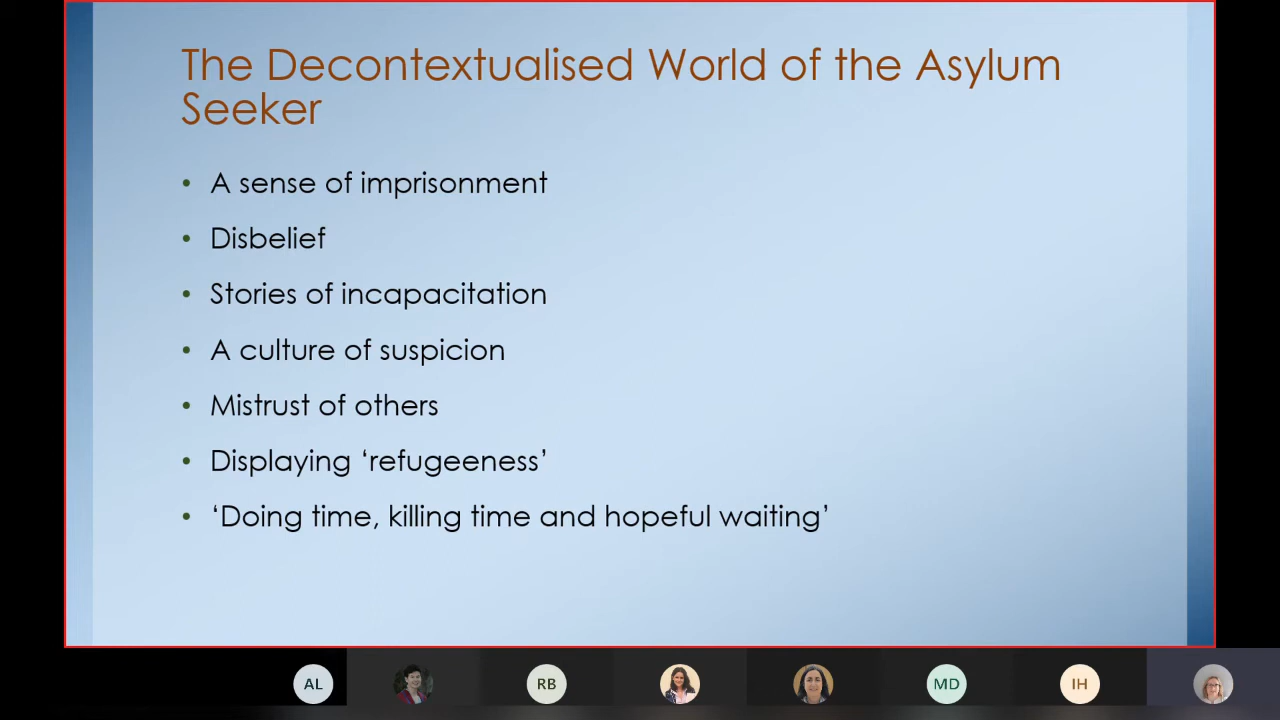 The Decontextualised World of the Asylum
Seeker
• A sense of imprisonment
• Disbelief
• Stories of incapacitation
• A culture of suspicion
• Mistrust of others
• Displaying ‘refugeeness’
• ‘Doing time, killing time and hopeful waiting’
AL
RB
MD
IH